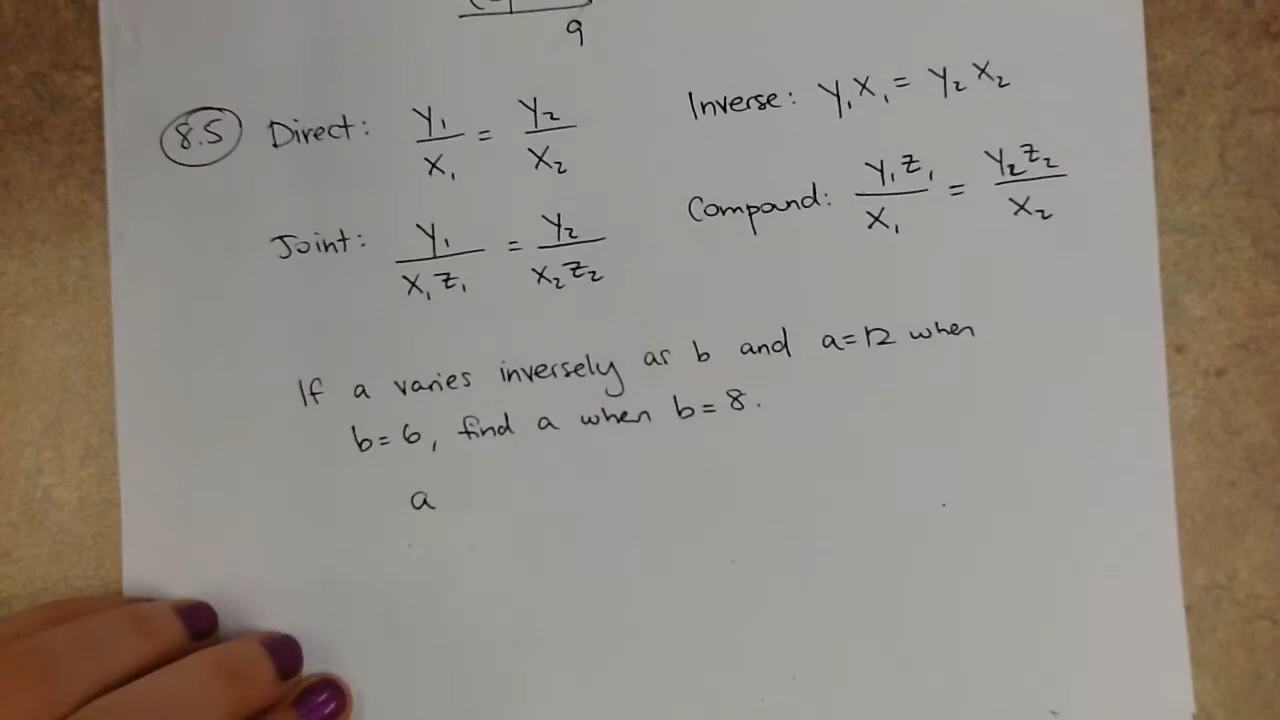 9
8.5 Direct: Y₁/X₁ = Y₂/X₂ Inverse: Y₁X₁ = Y₂X₂
Joint: Y₁/X₁Z₁ = Y₂/X₂Z₂ Compound: Y₁Z₁/X₁ = Y₂Z₂/X₂
If a varies inversely as b and a=12 when
b=6, find a when b=8.
a